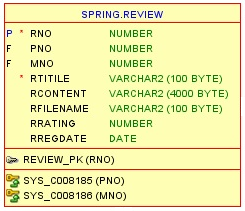 SPRING.REVIEW
P * RNO NUMBER
F PNO NUMBER
F MNO NUMBER
* RTITILE VARCHAR2 (100 BYTE)
RCONTENT VARCHAR2 (4000 BYTE)
RFILENAME VARCHAR2 (100 BYTE)
RRATING NUMBER
RREGDATE DATE
REVIEW_PK (RNO)
SYS_C008185 (PNO)
SYS_C008186 (MNO)